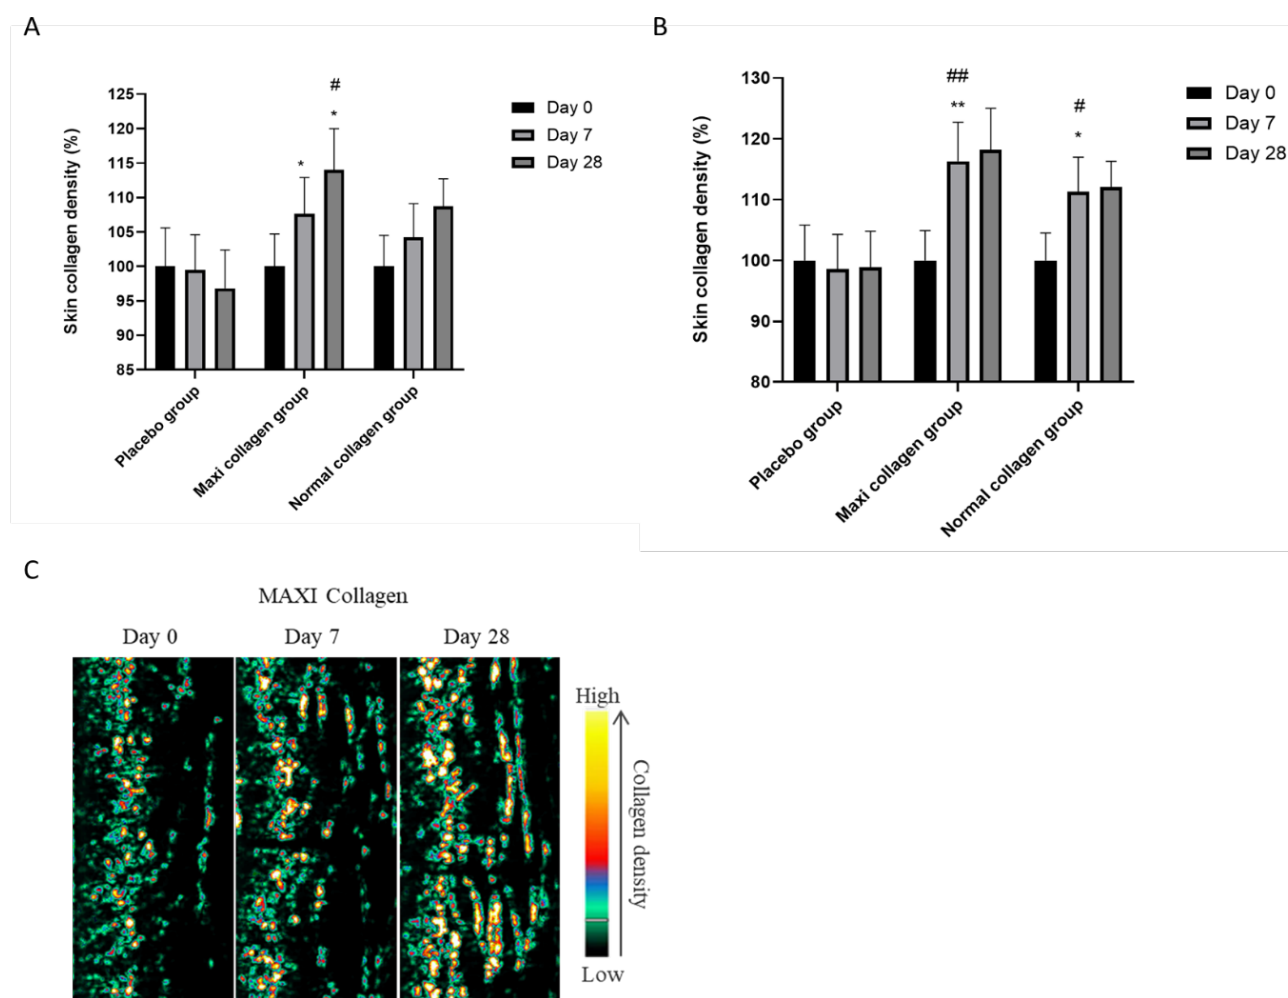 A
Skin collagen density (%)
125
120
115
110
105
100
95
90
85
*
#
*
Day 0
Day 7
Day 28
Placebo group
Maxi collagen group
Normal collagen group
B
Skin collagen density (%)
130
120
110
100
90
80
##
**
#
*
Day 0
Day 7
Day 28
Placebo group
Maxi collagen group
Normal collagen group
C
MAXI Collagen
Day 0
Day 7
Day 28
High
Collagen density
Low